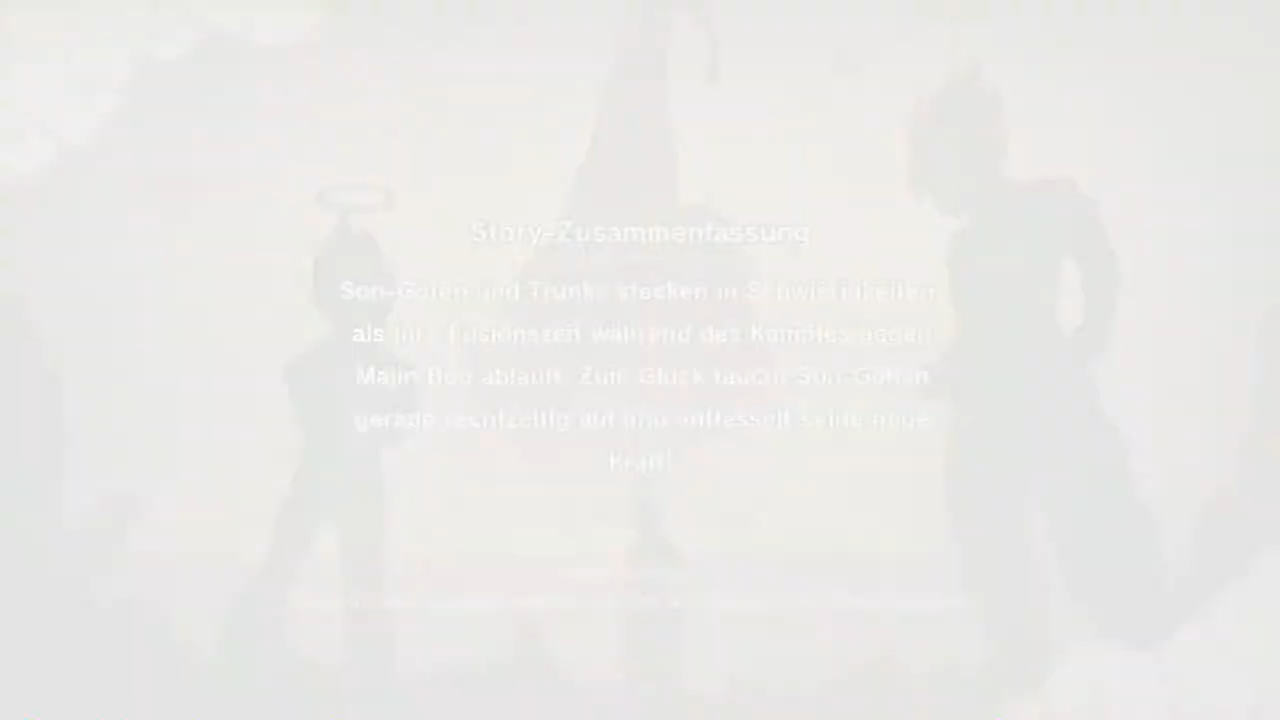 Story-Zusammenfassung
Son-Goten und Trunks stecken in Schwierigkeiten,
als ihre Fusionszeit während des Kampfes gegen
Majin Boo abläuft. Zum Glück taucht Son-Gohan
gerade rechtzeitig auf und entfesselt seine neue
Kraft!